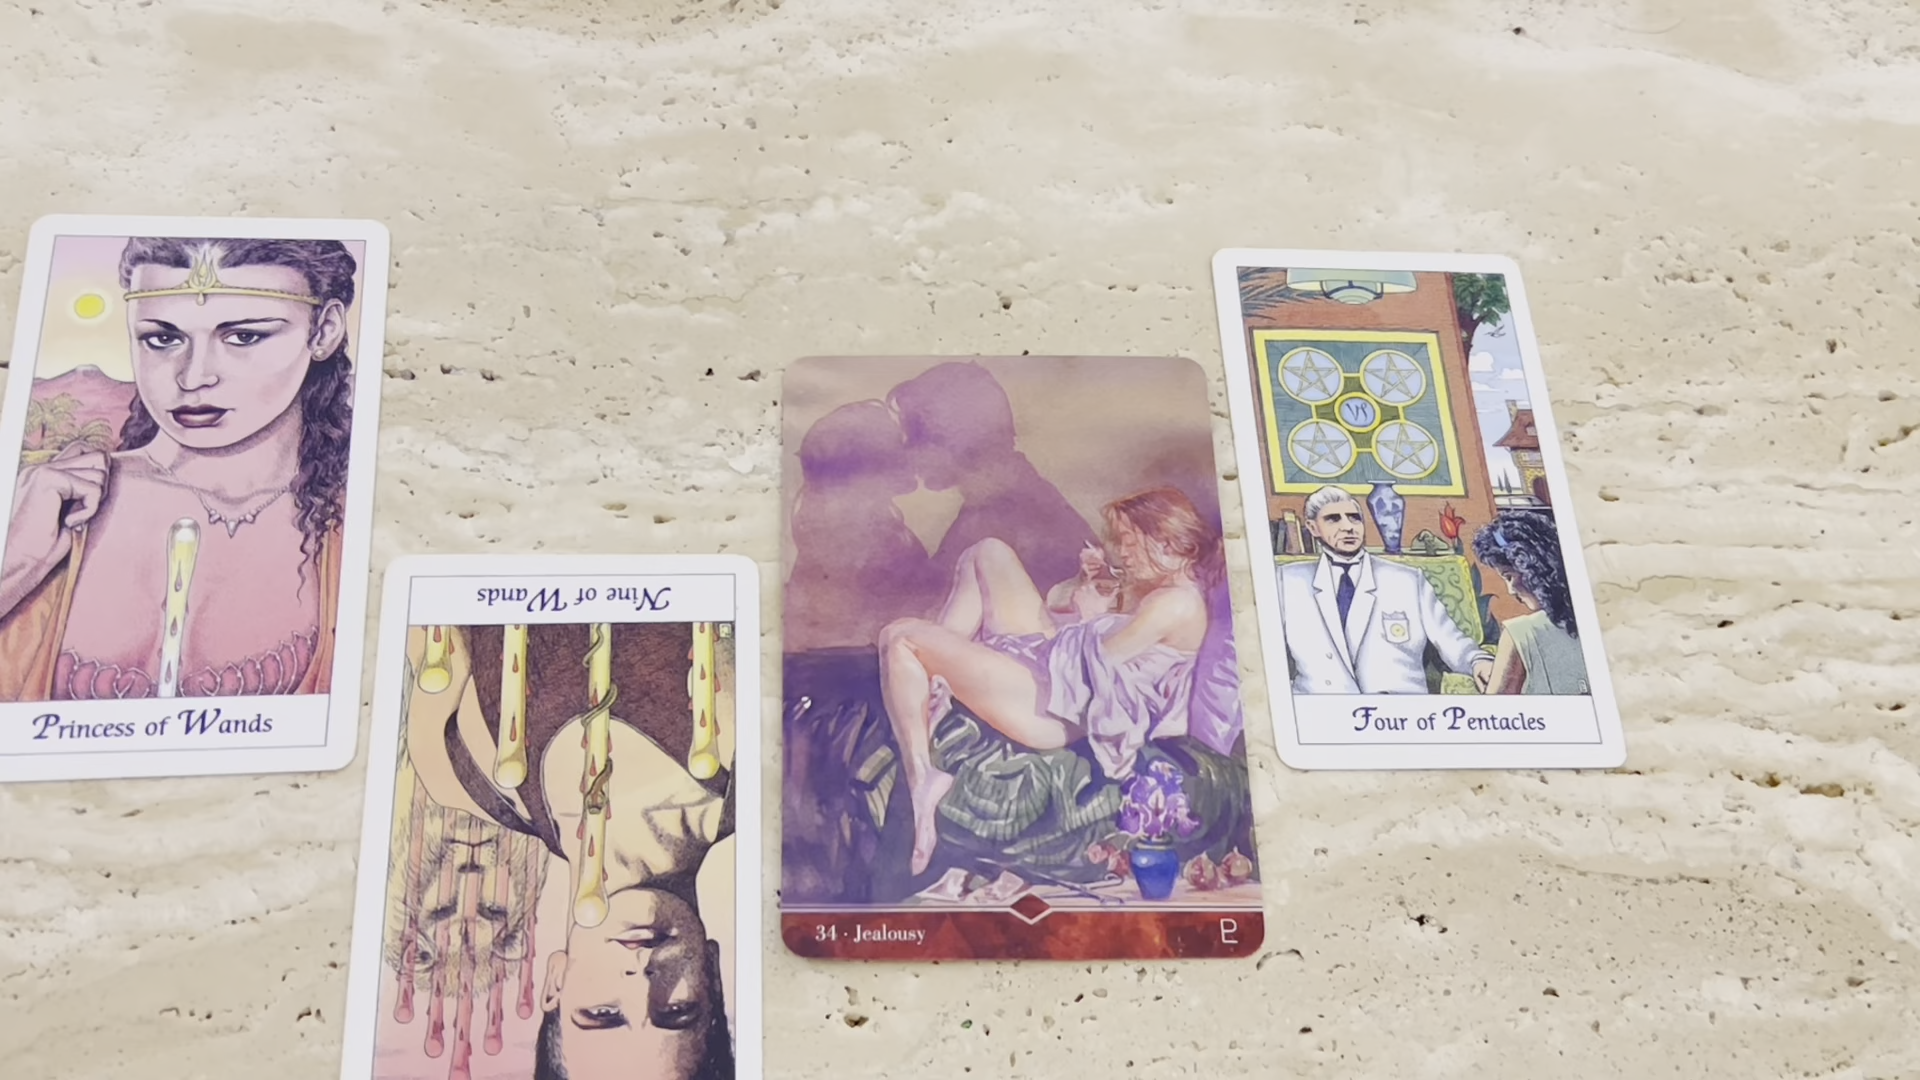 Princess of Wands
Nine of Wands
34 · Jealousy
Four of Pentacles